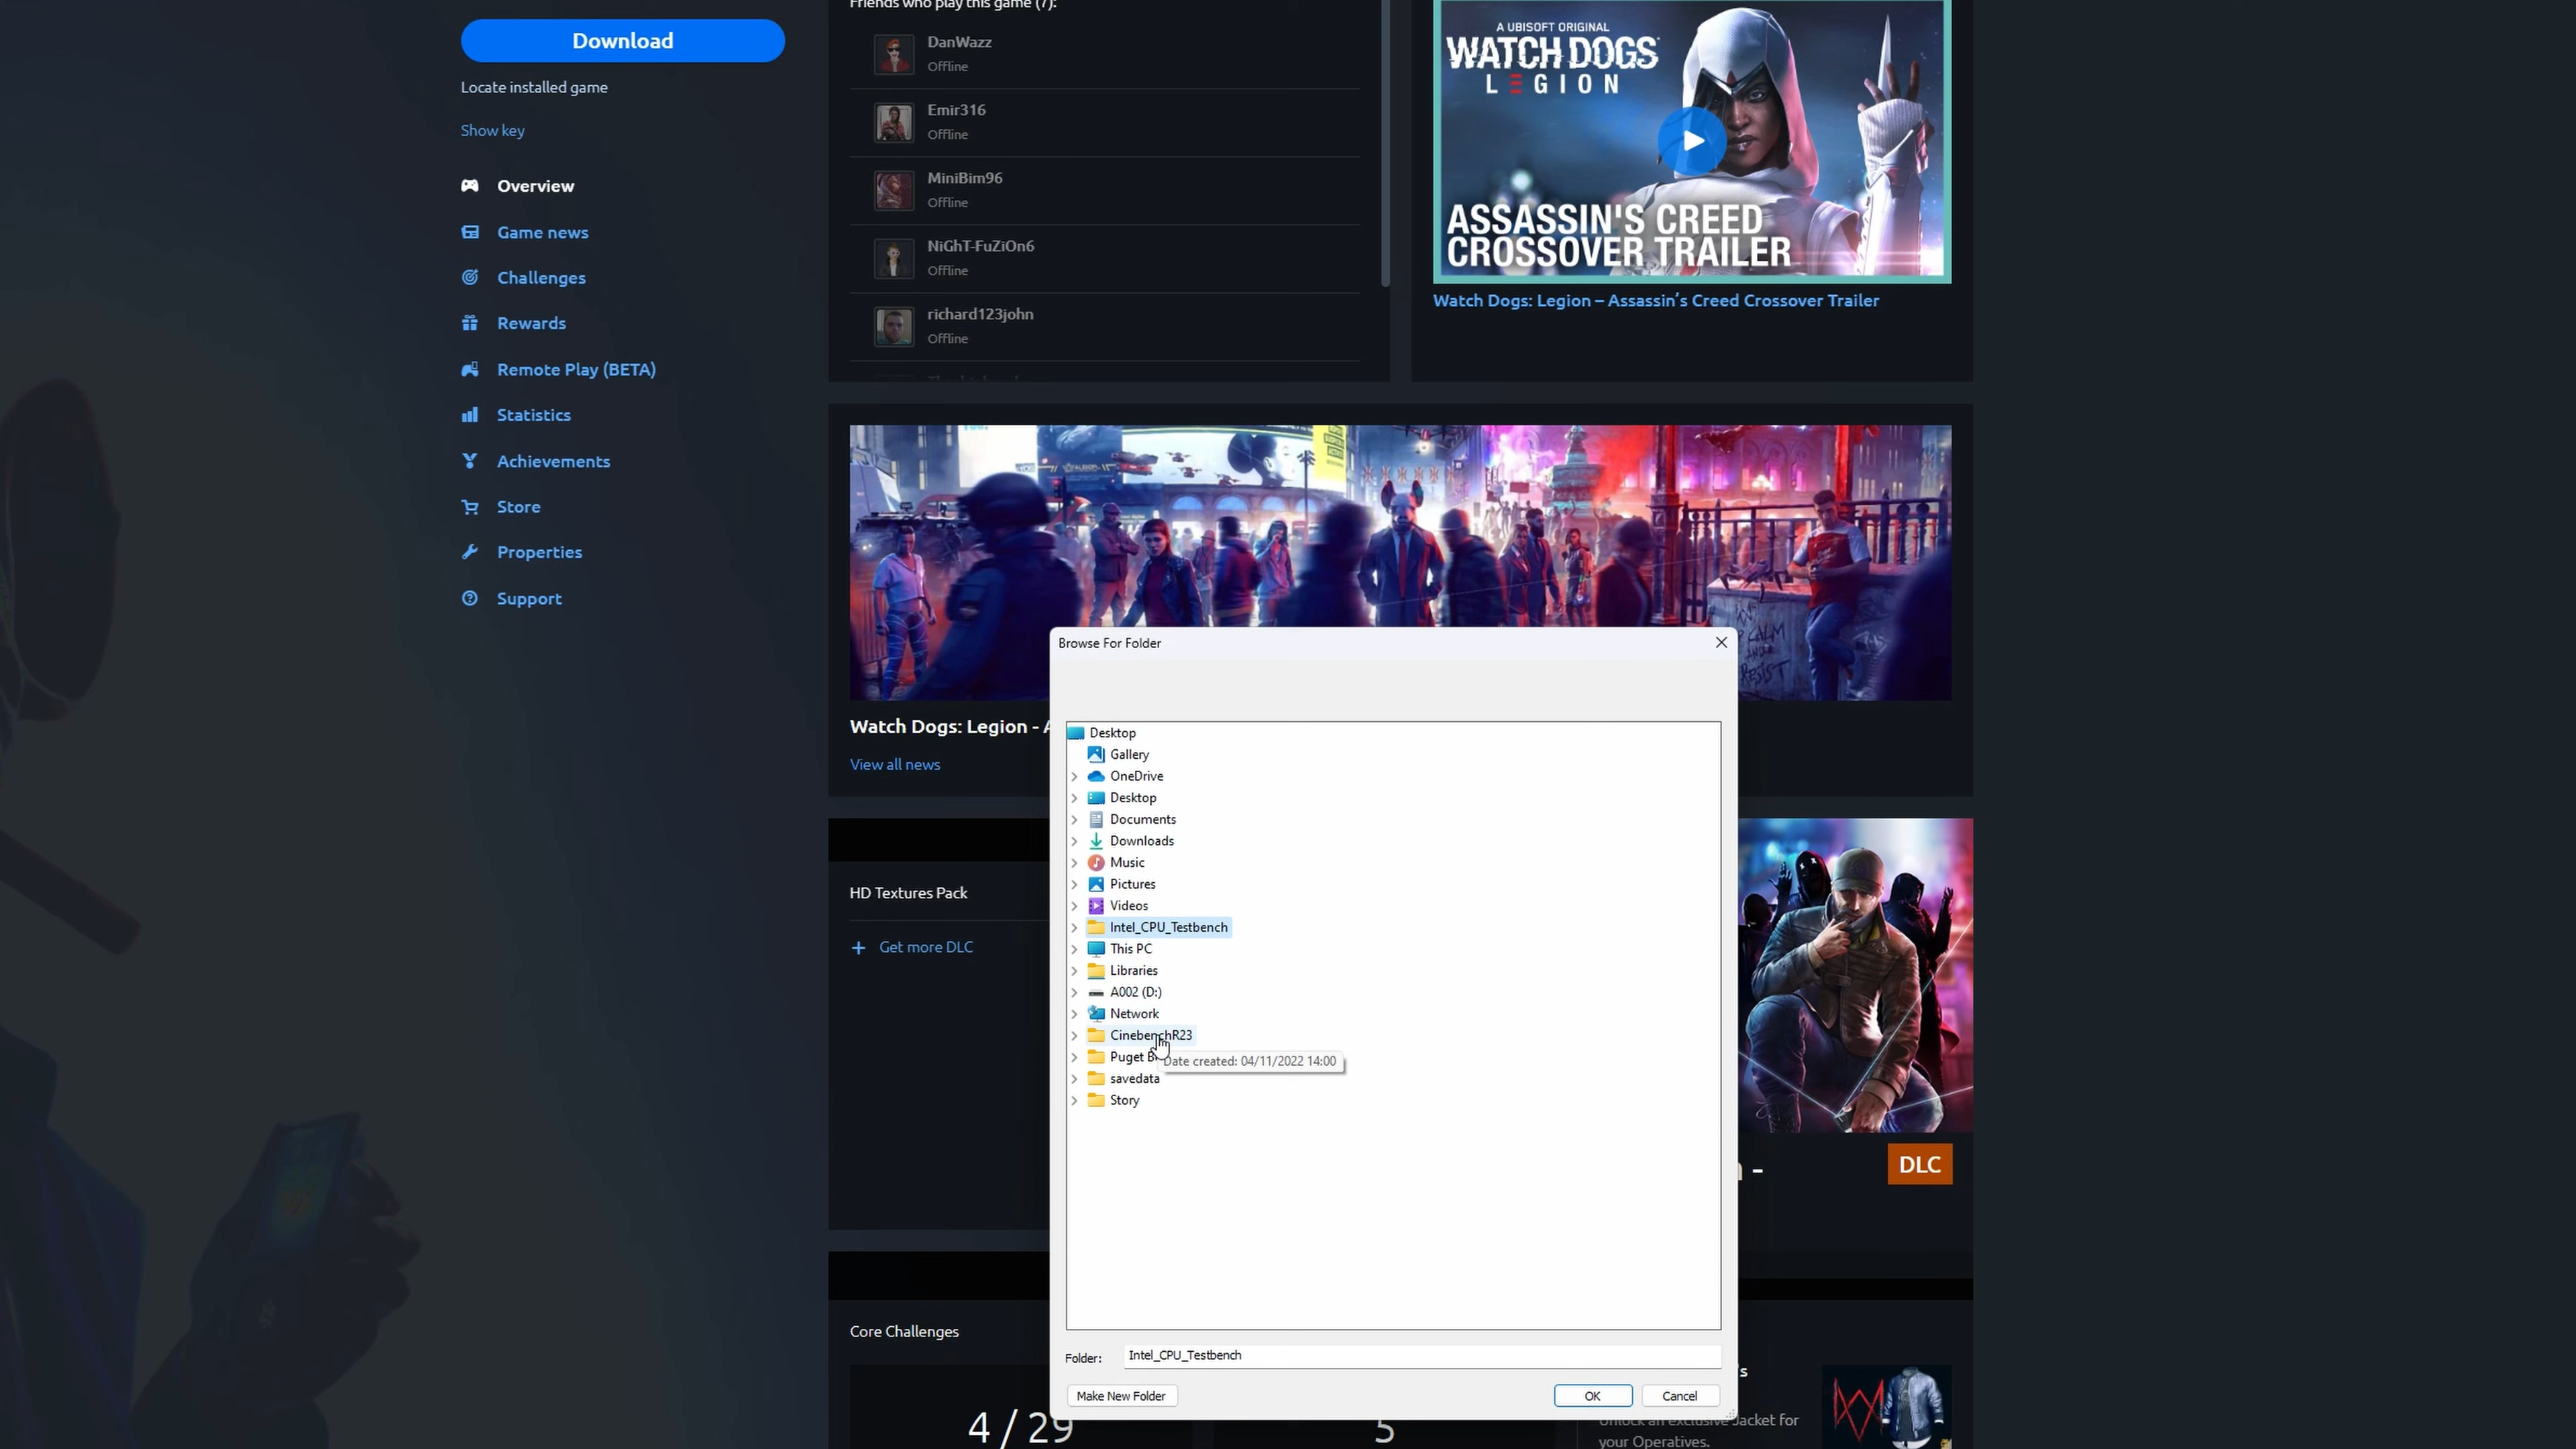 Download
Locate installed game
Show key
Overview
Game news
Challenges
Rewards
Remote Play (BETA)
Statistics
Achievements
Store
Properties
Support
Friends who play this game (7):
DanWazz
Offline
Emir316
Offline
MiniBim96
Offline
NiGhT-FuZiOn6
Offline
richard123john
Offline
A UBISOFT ORIGINAL
WATCH DOGS
LEGION
ASSASSIN'S CREED
CROSSOVER TRAILER
Watch Dogs: Legion – Assassin's Creed Crossover Trailer
Watch Dogs: Legion - A
View all news
HD Textures Pack
+ Get more DLC
Browse For Folder
Desktop
Gallery
OneDrive
Desktop
Documents
Downloads
Music
Pictures
Videos
Intel_CPU_Testbench
This PC
Libraries
A002 (D:)
Network
CinebenchR23
Puget B
Date created: 04/11/2022 14:00
savedata
Story
Folder: Intel_CPU_Testbench
Make New Folder
OK
Cancel
n -
DLC
Core Challenges
4 / 29
5
's
Unlock an exclusive Jacket for
your Operatives.